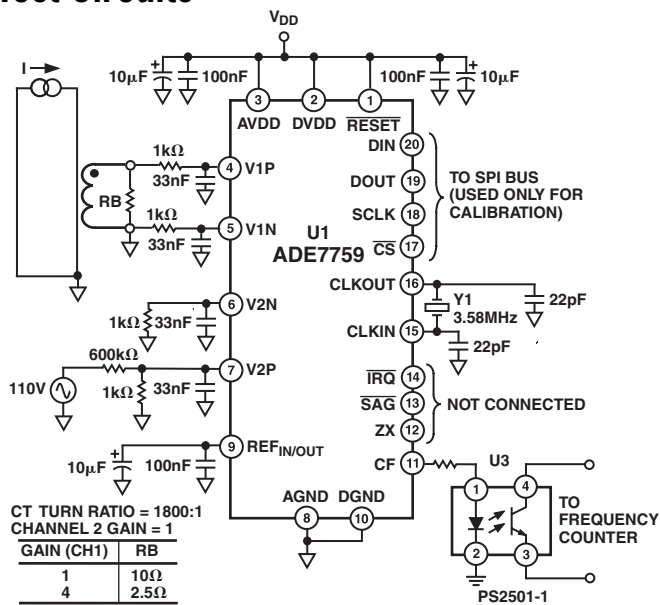 VDD
I
10µF
100nF
100nF
10µF
3
2
1
AVDD
DVDD
RESET
DIN
20
DOUT
19
SCLK
18
CS
17
TO SPI BUS
(USED ONLY FOR
CALIBRATION)
1kΩ
4
V1P
33nF
RB
1kΩ
5
V1N
33nF
U1
ADE7759
CLKOUT
16
Y1
3.58MHz
22pF
CLKIN
15
22pF
6
V2N
1kΩ
33nF
600kΩ
7
V2P
110V
1kΩ
33nF
IRQ
14
SAG
13
ZX
12
NOT CONNECTED
9
REFIN/OUT
10µF
100nF
CF
11
U3
1
4
2
3
TO
FREQUENCY
COUNTER
PS2501-1
AGND
DGND
8
10
CT TURN RATIO = 1800:1
CHANNEL 2 GAIN = 1
GAIN (CH1) RB
1 10Ω
4 2.5Ω